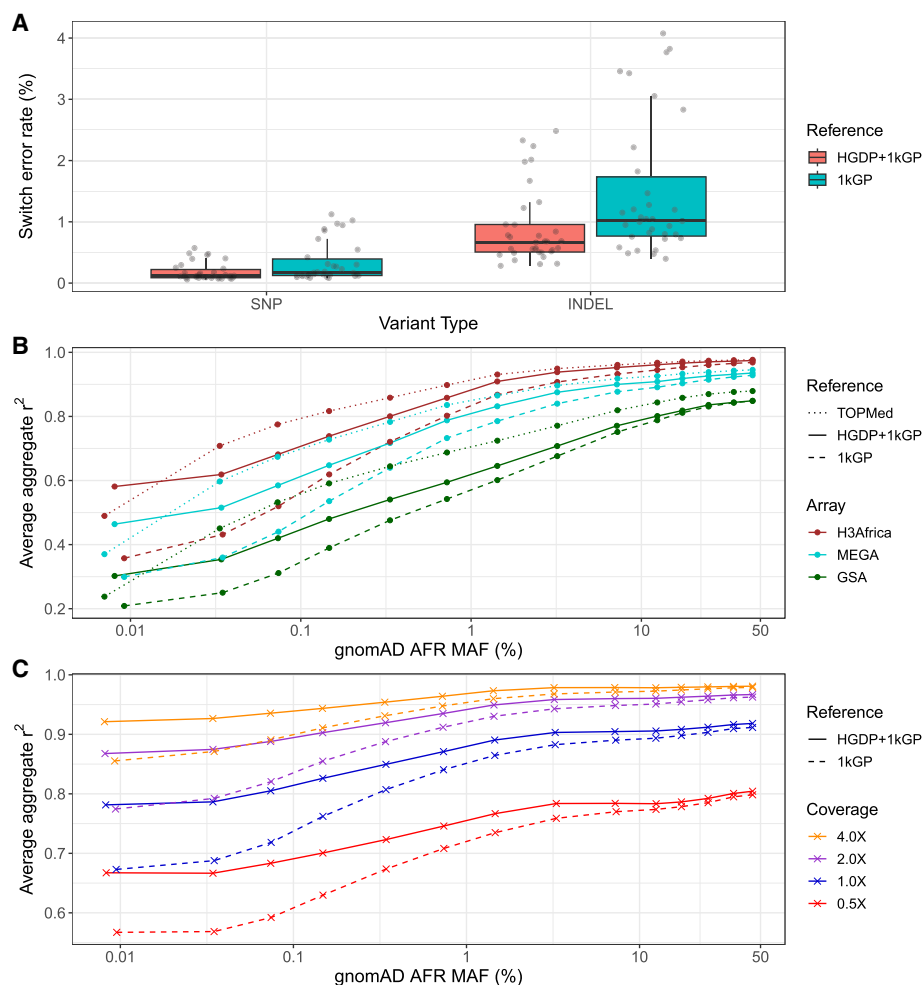 A
Switch error rate (%)
4
3
2
1
0
SNP
INDEL
Variant Type
Reference
HGDP+1kGP
1kGP
B
Average aggregate r²
1.0
0.8
0.6
0.4
0.2
0.01
0.1
1
10
50
gnomAD AFR MAF (%)
Reference
TOPMed
HGDP+1kGP
1kGP
Array
H3Africa
MEGA
GSA
C
Average aggregate r²
1.0
0.9
0.8
0.7
0.6
0.01
0.1
1
10
50
gnomAD AFR MAF (%)
Reference
HGDP+1kGP
1kGP
Coverage
4.0X
2.0X
1.0X
0.5X